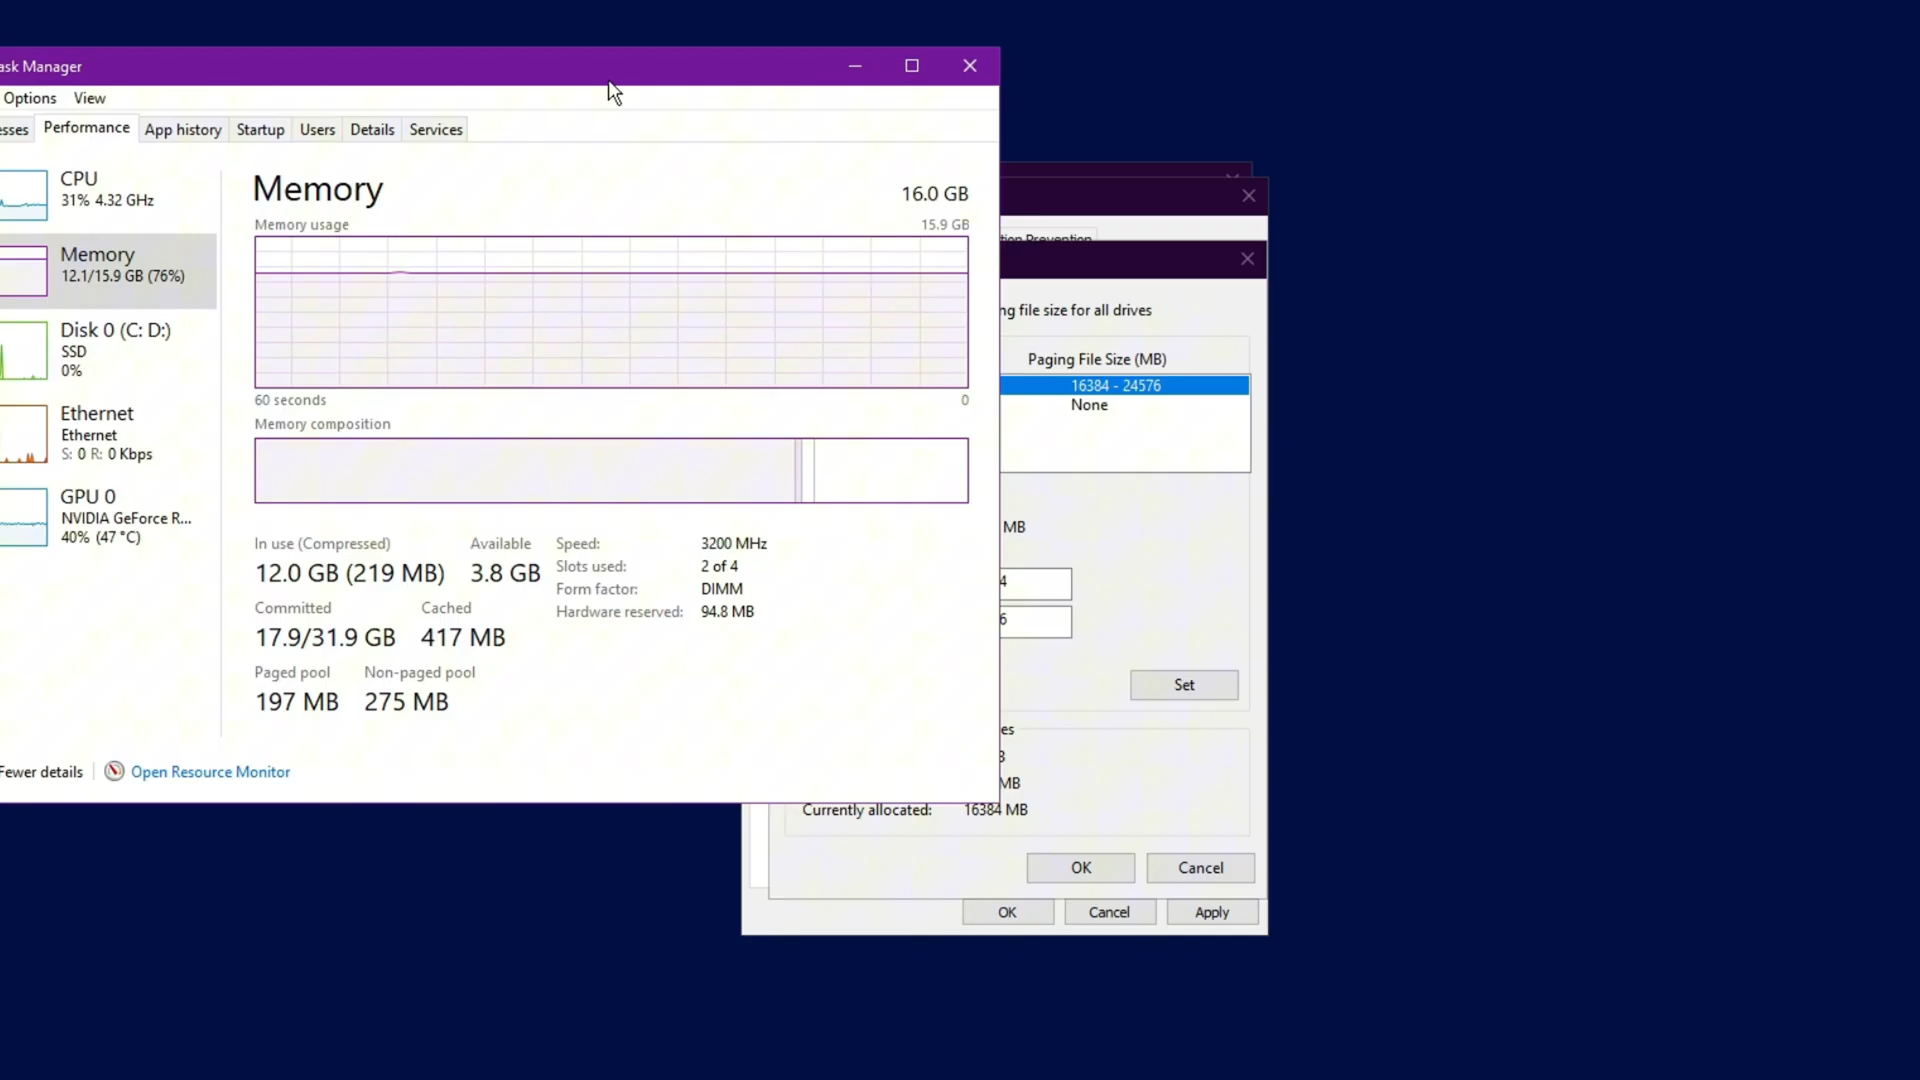 ask Manager
Options View
esses Performance App history Startup Users Details Services
CPU
31% 4.32 GHz
Memory
12.1/15.9 GB (76%)
Disk 0 (C: D:)
SSD
0%
Ethernet
Ethernet
S: 0 R: 0 Kbps
GPU 0
NVIDIA GeForce R...
40% (47 °C)
Memory 16.0 GB
Memory usage 15.9 GB
60 seconds 0
Memory composition
In use (Compressed) Available
12.0 GB (219 MB) 3.8 GB
Committed Cached
17.9/31.9 GB 417 MB
Paged pool Non-paged pool
197 MB 275 MB
Speed: 3200 MHz
Slots used: 2 of 4
Form factor: DIMM
Hardware reserved: 94.8 MB
Fewer details Open Resource Monitor
tion Prevention
ng file size for all drives
Paging File Size (MB)
16384 - 24576
None
MB
4
6
Set
es
B
MB
Currently allocated: 16384 MB
OK Cancel
OK Cancel Apply